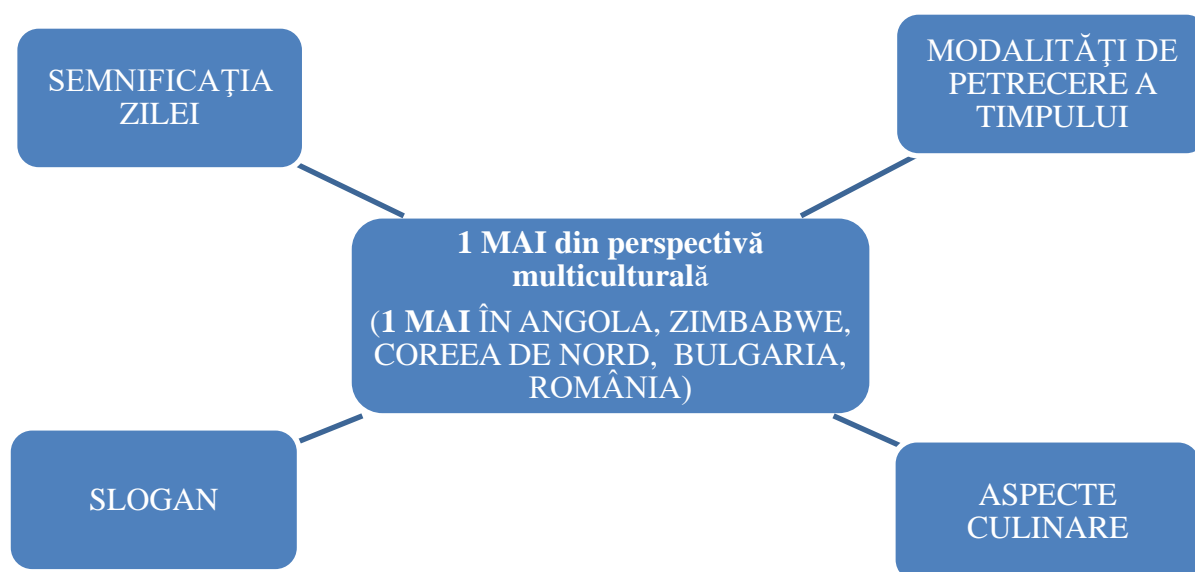 SEMNIFICAŢIA
ZILEI
MODALITĂŢI DE
PETRECERE A
TIMPULUI
1 MAI din perspectivă
multiculturală
(1 MAI ÎN ANGOLA, ZIMBABWE,
COREEA DE NORD, BULGARIA,
ROMÂNIA)
SLOGAN
ASPECTE
CULINARE